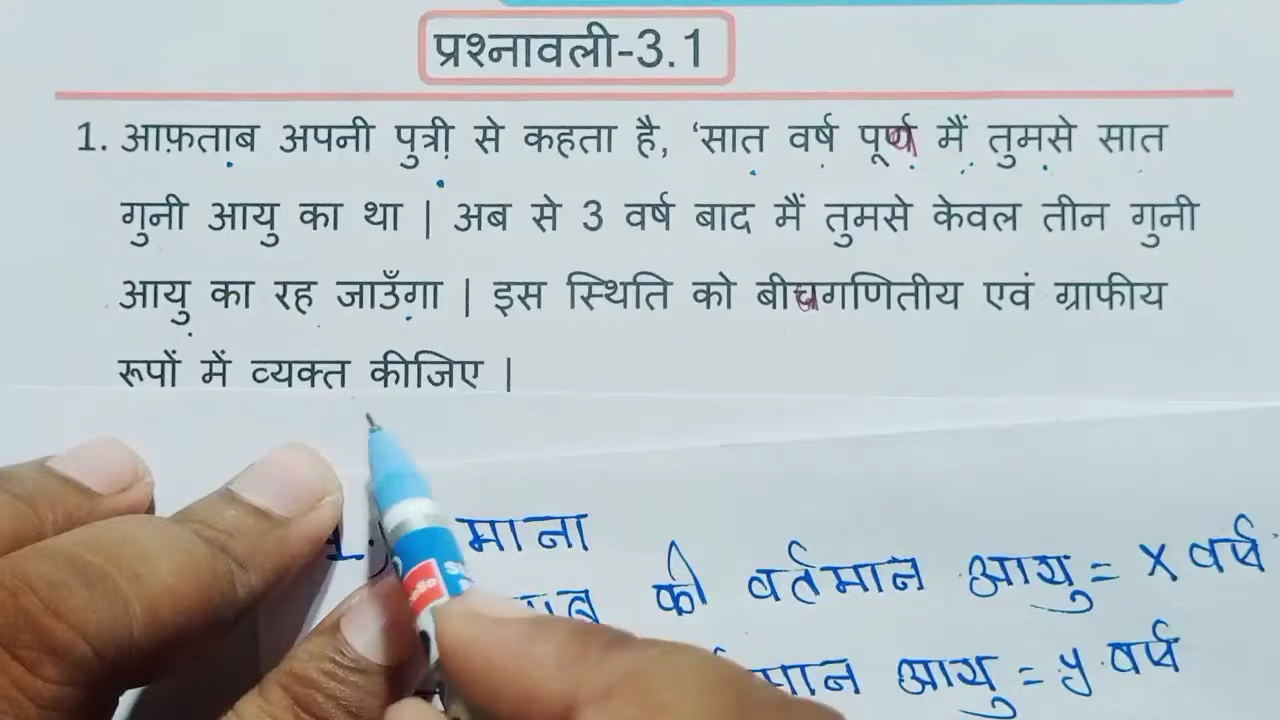 प्रश्नावली-3.1
1. आफ़ताब अपनी पुत्री से कहता है, ‘सात वर्ष पूर्व मैं तुमसे सात
गुनी आयु का था | अब से 3 वर्ष बाद मैं तुमसे केवल तीन गुनी
आयु का रह जाउँगा | इस स्थिति को बीजगणितीय एवं ग्राफीय
रूपों में व्यक्त कीजिए |
1. माना
की वर्तमान आयु = x वर्ष
आयु = y वर्ष